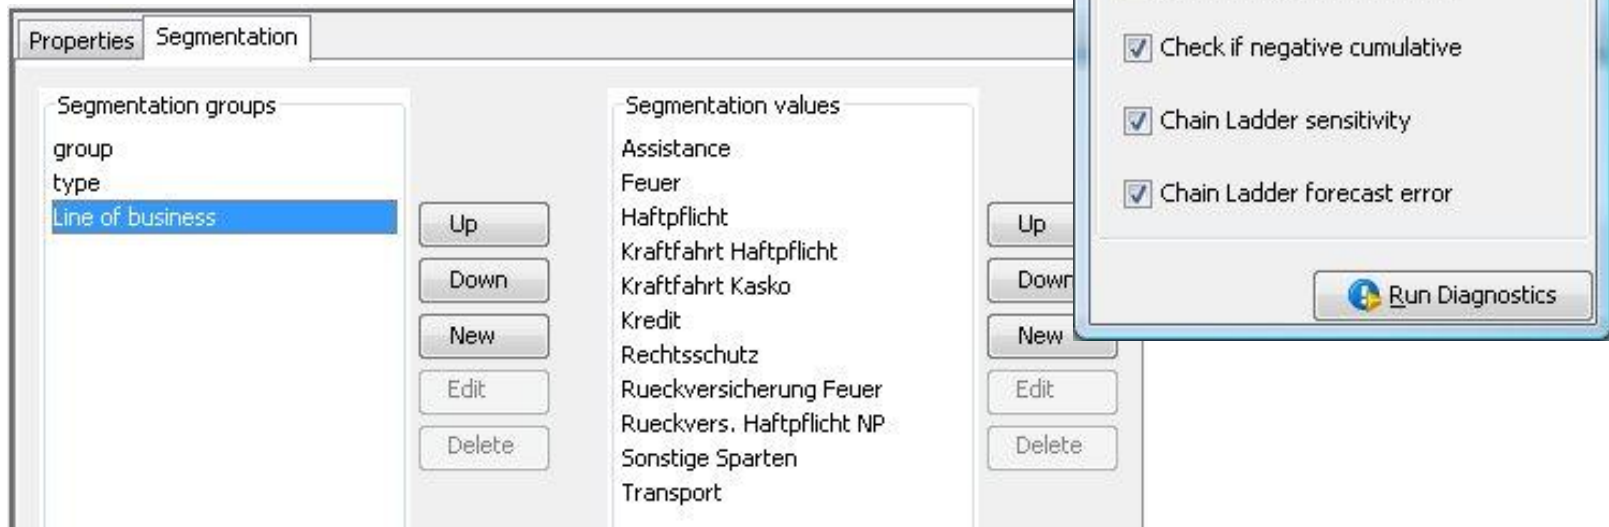 Properties
Segmentation
Segmentation groups
group
type
Line of business
Up
Down
New
Edit
Delete
Segmentation values
Assistance
Feuer
Haftpflicht
Kraftfahrt Haftpflicht
Kraftfahrt Kasko
Kredit
Rechtsschutz
Rueckversicherung Feuer
Rueckvers. Haftpflicht NP
Sonstige Sparten
Transport
Up
Down
New
Edit
Delete
Check if negative cumulative
Chain Ladder sensitivity
Chain Ladder forecast error
Run Diagnostics